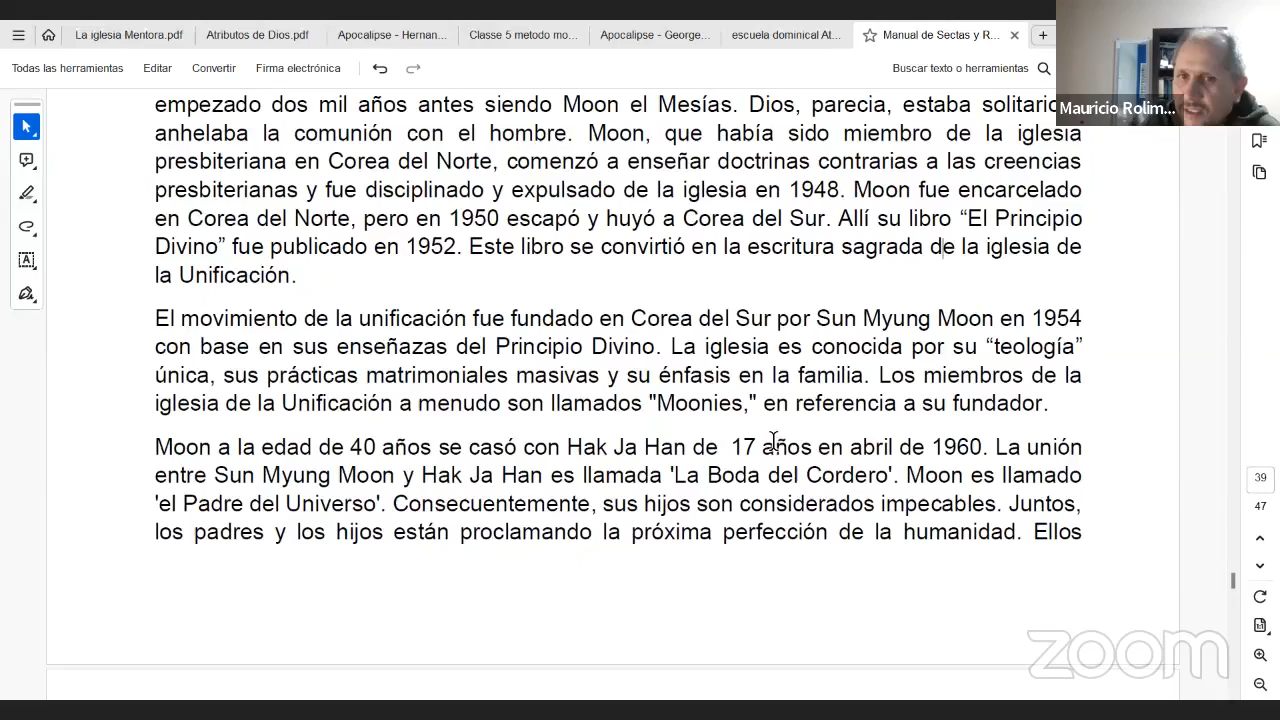 La iglesia Mentora.pdf
Atributos de Dios.pdf
Apocalipse - Hernan...
Classe 5 metodo mo...
Apocalipse - George...
escuela dominical Al...
Manual de Sectas y R...
Todas las herramientas
Editar
Convertir
Firma electrónica
Buscar texto o herramientas
Mauricio Rolim...
empezado dos mil años antes siendo Moon el Mesías. Dios, parecia, estaba solitario
anhelaba la comunión con el hombre. Moon, que había sido miembro de la iglesia
presbiteriana en Corea del Norte, comenzó a enseñar doctrinas contrarias a las creencias
presbiterianas y fue disciplinado y expulsado de la iglesia en 1948. Moon fue encarcelado
en Corea del Norte, pero en 1950 escapó y huyó a Corea del Sur. Allí su libro “El Principio
Divino” fue publicado en 1952. Este libro se convirtió en la escritura sagrada de la iglesia de
la Unificación.
El movimiento de la unificación fue fundado en Corea del Sur por Sun Myung Moon en 1954
con base en sus enseñazas del Principio Divino. La iglesia es conocida por su “teología”
única, sus prácticas matrimoniales masivas y su énfasis en la familia. Los miembros de la
iglesia de la Unificación a menudo son llamados "Moonies," en referencia a su fundador.
Moon a la edad de 40 años se casó con Hak Ja Han de 17 años en abril de 1960. La unión
entre Sun Myung Moon y Hak Ja Han es llamada 'La Boda del Cordero'. Moon es llamado
'el Padre del Universo'. Consecuentemente, sus hijos son considerados impecables. Juntos,
los padres y los hijos están proclamando la próxima perfección de la humanidad. Ellos
39
47
zoom